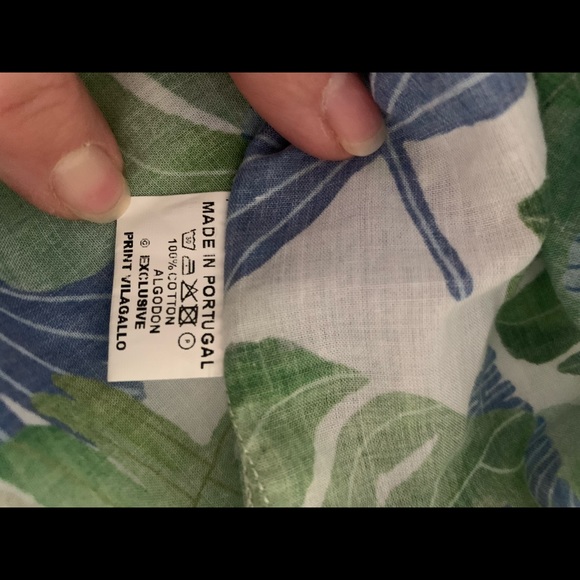 MADE IN PORTUGAL
100% COTTON
ALGODON
© EXCLUSIVE
PRINT VILAGALLO